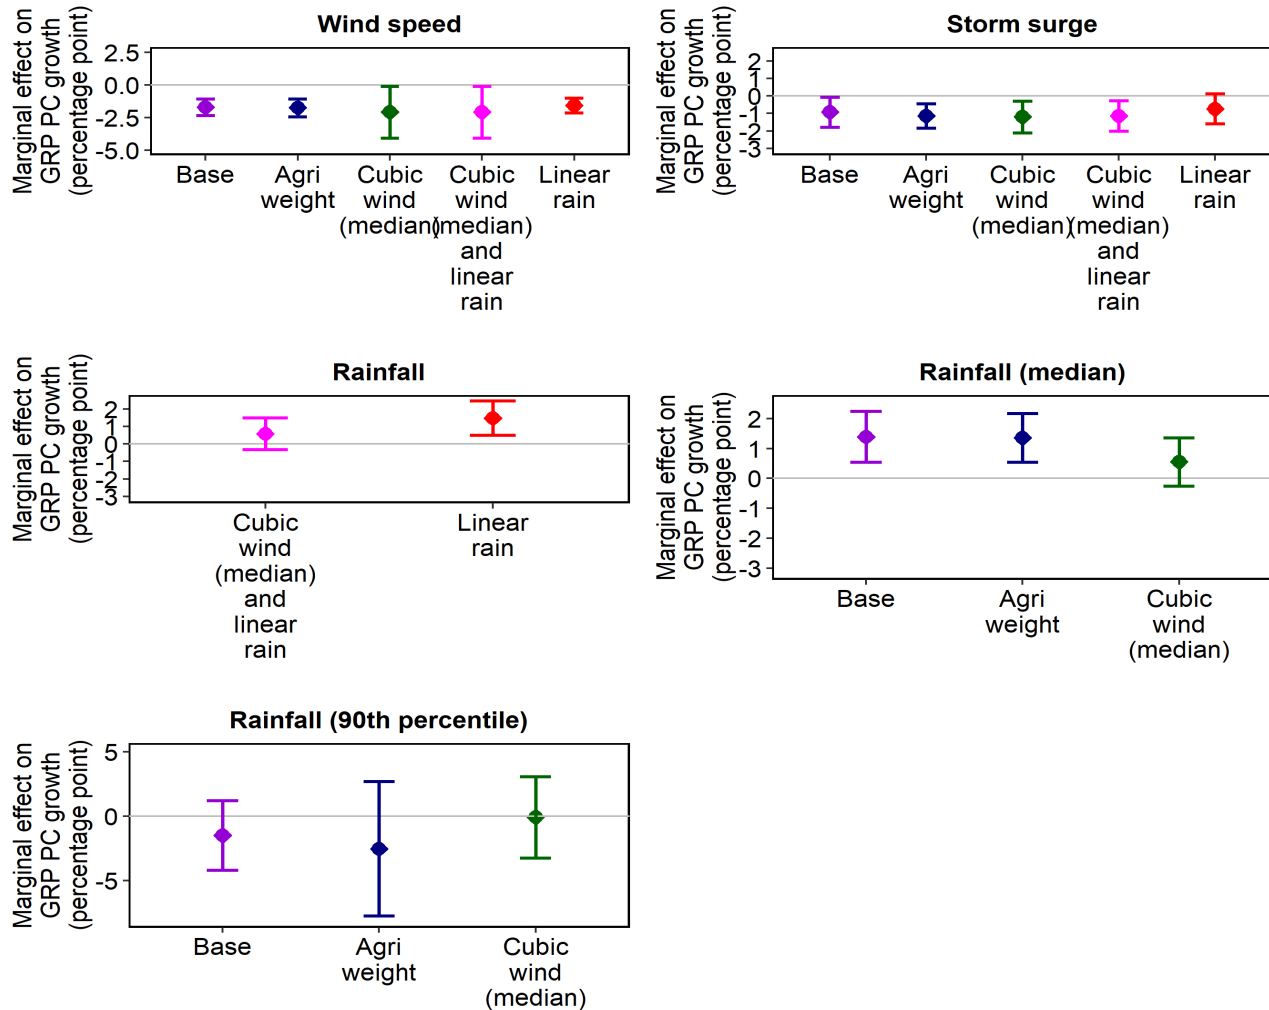 Wind speed
Marginal effect on
GRP PC growth
(percentage point)
2.5
0.0
-2.5
-5.0
Base
Agri
weight
Cubic
wind
(median)
Cubic
wind
(median)
and
linear
rain
Linear
rain
Storm surge
Marginal effect on
GRP PC growth
(percentage point)
2
1
0
-1
-2
-3
Base
Agri
weight
Cubic
wind
(median)
Cubic
wind
(median)
and
linear
rain
Linear
rain
Rainfall
Marginal effect on
GRP PC growth
(percentage point)
2
1
0
-1
-2
-3
Cubic
wind
(median)
and
linear
rain
Linear
rain
Rainfall (median)
Marginal effect on
GRP PC growth
(percentage point)
2
1
0
-1
-2
-3
Base
Agri
weight
Cubic
wind
(median)
Rainfall (90th percentile)
Marginal effect on
GRP PC growth
(percentage point)
5
0
-5
Base
Agri
weight
Cubic
wind
(median)